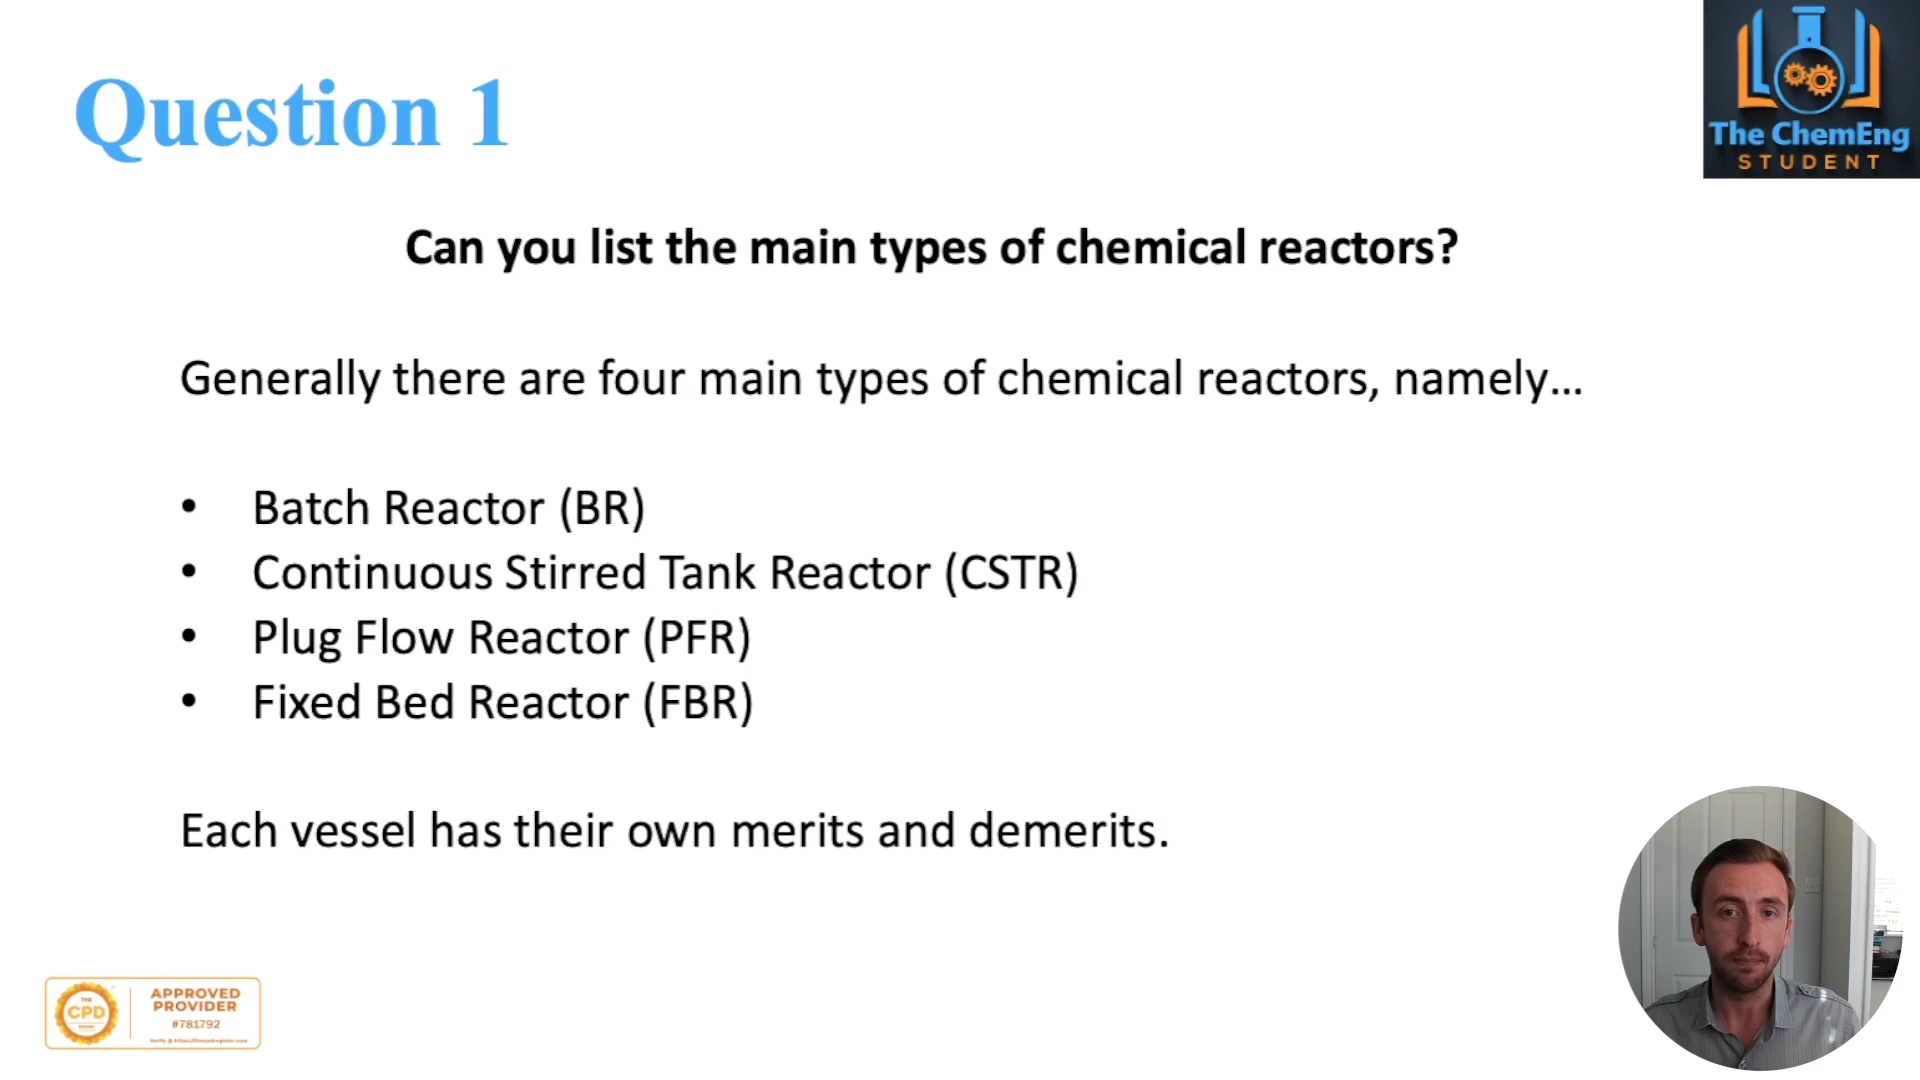 Question 1
The ChemEng
STUDENT
Can you list the main types of chemical reactors?
Generally there are four main types of chemical reactors, namely…
• Batch Reactor (BR)
• Continuous Stirred Tank Reactor (CSTR)
• Plug Flow Reactor (PFR)
• Fixed Bed Reactor (FBR)
Each vessel has their own merits and demerits.
THE
CPD
APPROVED
PROVIDER
#781792